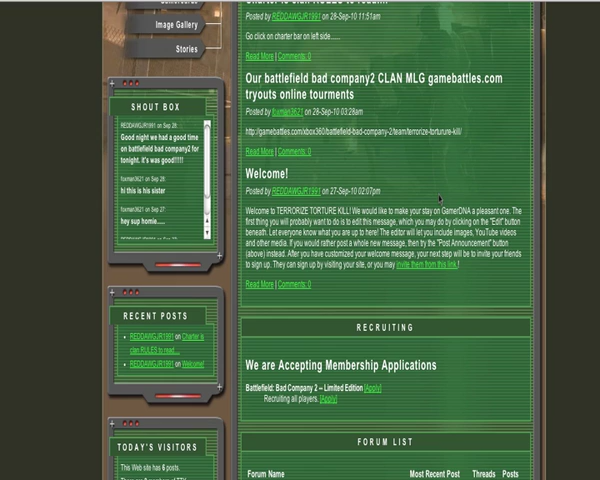 Image Gallery
Stories
SHOUT BOX
REDDAWGJR1991 on Sep 28:
Good night we had a good time
on battlefield bad company2 for
tonight. it's was good!!!!!
foxman3621 on Sep 28:
hi this is his sister
foxman3621 on Sep 27:
hey sup homie......
RECENT POSTS
REDDAWGJR1991 on Charter is
clan RULES to read....
REDDAWGJR1991 on Welcome!
TODAY'S VISITORS
This Web site has 6 posts.
Posted by REDDAWGJR1991 on 28-Sep-10 11:51am
Go click on charter bar on left side......
Read More | Comments: 0
Our battlefield bad company2 CLAN MLG gamebattles.com
tryouts online tourments
Posted by foxman3621 on 28-Sep-10 03:28am
http://gamebattles.com/xbox360/battlefield-bad-company-2/team/terrorize-torturure-kill/
Read More | Comments: 0
Welcome!
Posted by REDDAWGJR1991 on 27-Sep-10 02:07pm
Welcome to TERRORIZE TORTURE KILL! We would like to make your stay on GamerDNA a pleasant one. The
first thing you will probably want to do is to edit this message, which you may do by clicking on the "Edit" button
beneath. Let everyone know what you are up to here! The editor will let you include images, YouTube videos
and other media. If you would rather post a whole new message, then try the "Post Announcement" button
(above) instead. After you have customized your welcome message, your next step will be to invite your friends
to sign up. They can sign up by visiting your site, or you may invite them from this link!
Read More | Comments: 0
RECRUITING
We are Accepting Membership Applications
Battlefield: Bad Company 2 -- Limited Edition [Apply]
Recruiting all players. [Apply]
FORUM LIST
Forum Name Most Recent Post Threads Posts